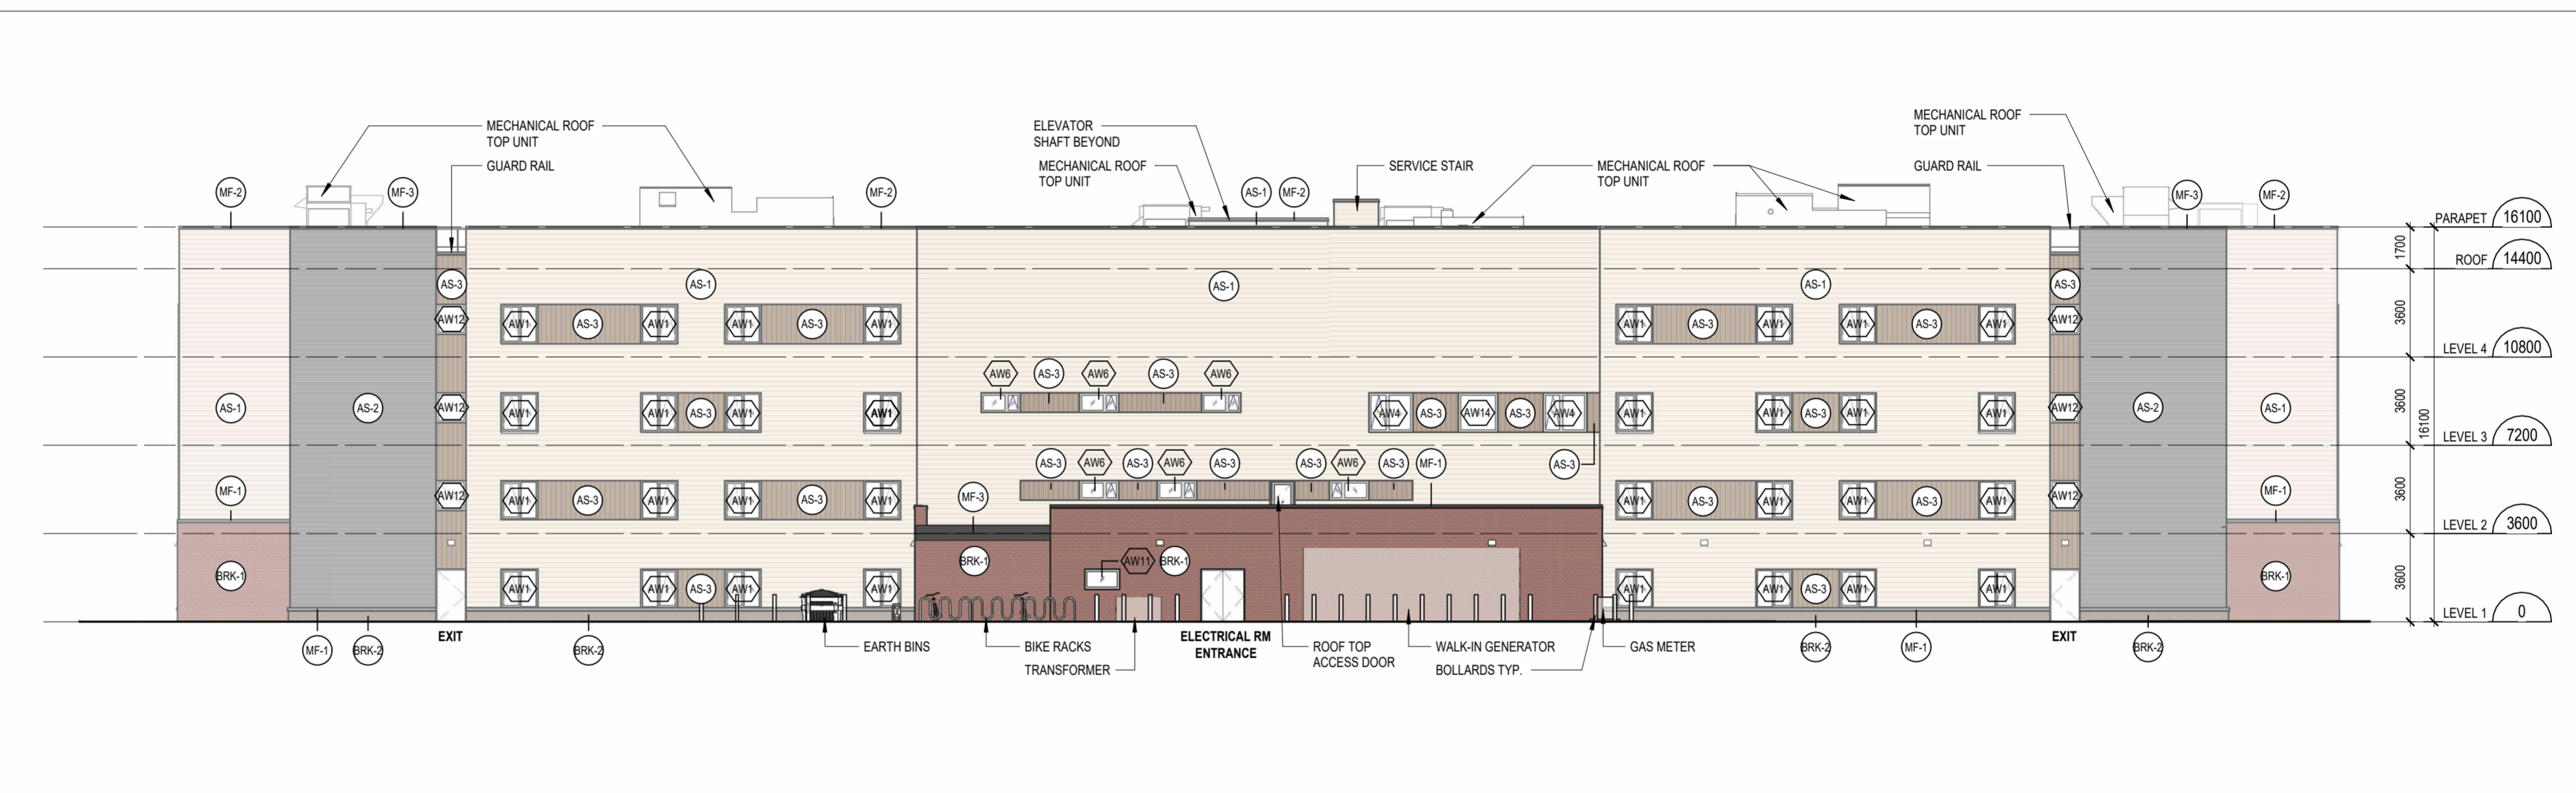 MECHANICAL ROOF
TOP UNIT
GUARD RAIL
ELEVATOR
SHAFT BEYOND
MECHANICAL ROOF
TOP UNIT
SERVICE STAIR
MECHANICAL ROOF
TOP UNIT
MECHANICAL ROOF
TOP UNIT
GUARD RAIL
MF-2
MF-3
MF-2
AS-1
MF-2
MF-3
MF-2
PARAPET 16100
1700
ROOF 14400
AS-3
AS-1
AS-1
AS-1
AS-3
AW12
AW1
AS-3
AW1
AW1
AS-3
AW1
AW1
AS-3
AW1
AW1
AS-3
AW1
AW12
3600
LEVEL 4 10800
AW6
AS-3
AW6
AS-3
AW6
AS-1
AS-2
AW12
AW1
AW1
AS-3
AW1
AW1
AW4
AS-3
AW14
AS-3
AW4
AW1
AW1
AS-3
AW1
AW1
AW12
AS-2
AS-1
3600
16100
LEVEL 3 7200
AS-3
AW6
AS-3
AW6
AS-3
AS-3
AW6
AS-3
MF-1
AS-3
MF-1
AW12
AW1
AS-3
AW1
AW1
AS-3
AW1
MF-3
AW1
AS-3
AW1
AW1
AS-3
AW1
AW12
MF-1
3600
LEVEL 2 3600
BRK-1
BRK-1
AW11
BRK-1
BRK-1
AW1
AW1
AS-3
AW1
AW1
AW1
AW1
AS-3
AW1
AW1
3600
LEVEL 1 0
EXIT
MF-1
BRK-2
BRK-2
EARTH BINS
BIKE RACKS
TRANSFORMER
ELECTRICAL RM
ENTRANCE
ROOF TOP
ACCESS DOOR
WALK-IN GENERATOR
BOLLARDS TYP.
GAS METER
BRK-2
MF-1
EXIT
BRK-2